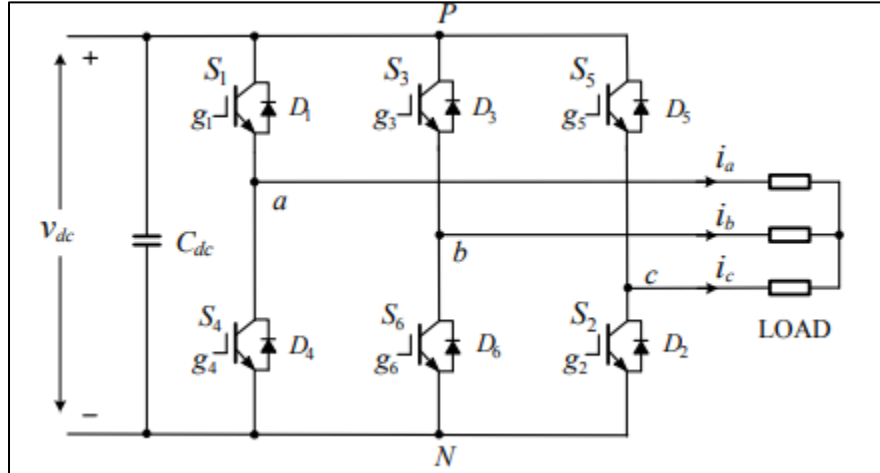 P
+
S1 S3 S5
g1 D1 g3 D3 g5 D5
ia
a
vdc Cdc ib
b
c ic
S4 S6 S2 LOAD
g4 D4 g6 D6 g2 D2
−
N